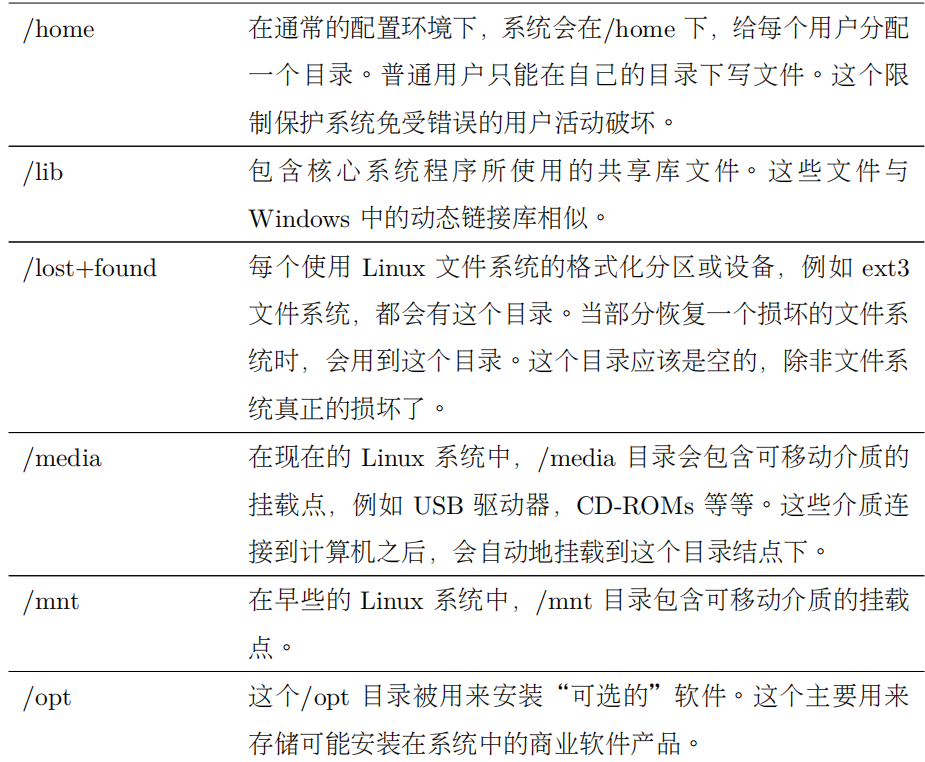 /home 在通常的配置环境下，系统会在/home 下，给每个用户分配
一个目录。普通用户只能在自己的目录下写文件。这个限
制保护系统免受错误的用户活动破坏。
/lib 包含核心系统程序所使用的共享库文件。这些文件与
Windows 中的动态链接库相似。
/lost+found 每个使用 Linux 文件系统的格式化分区或设备，例如 ext3
文件系统，都会有这个目录。当部分恢复一个损坏的文件系
统时，会用到这个目录。这个目录应该是空的，除非文件系
统真正的损坏了。
/media 在现在的 Linux 系统中，/media 目录会包含可移动介质的
挂载点，例如 USB 驱动器，CD-ROMs 等等。这些介质连
接到计算机之后，会自动地挂载到这个目录结点下。
/mnt 在早些的 Linux 系统中，/mnt 目录包含可移动介质的挂载
点。
/opt 这个/opt 目录被用来安装“可选的”软件。这个主要用来
存储可能安装在系统中的商业软件产品。